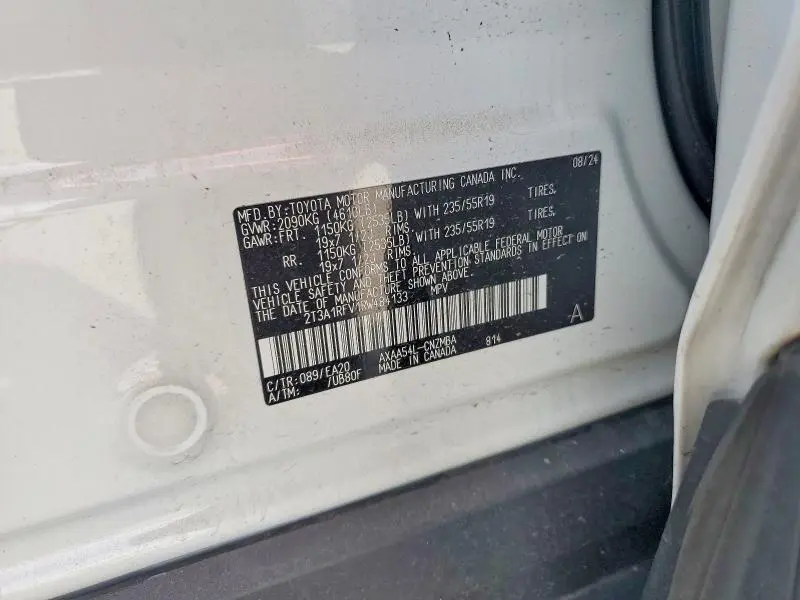 08/24
MFD.BY:TOYOTA MOTOR MANUFACTURING CANADA INC.
GVWR:2090KG (4610LB)
GAWR:FRT. 1150KG (2535LB) WITH 235/55R19 TIRES,
19x7 1/2J RIMS.
RR. 1150KG (2535LB) WITH 235/55R19 TIRES,
19x7 1/2J RIMS.
THIS VEHICLE CONFORMS TO ALL APPLICABLE FEDERAL MOTOR
VEHICLE SAFETY AND THEFT PREVENTION STANDARDS IN EFFECT ON
THE DATE OF MANUFACTURE SHOWN ABOVE.
MPV
A
C/TR:089/EA20 AXAA54L-CNZMBA 814
A/TM: /UB80F MADE IN CANADA